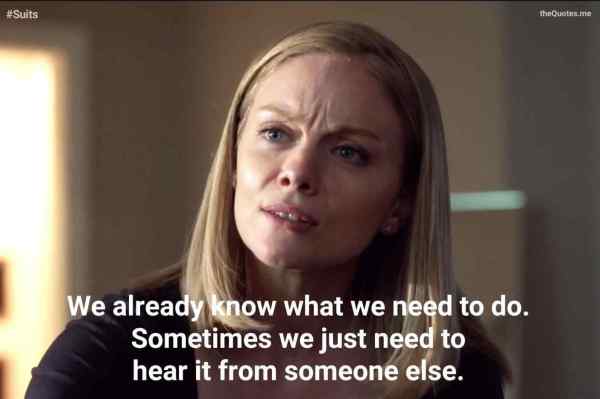 #Suits
theQuotes.me
We already know what we need to do.
Sometimes we just need to
hear it from someone else.